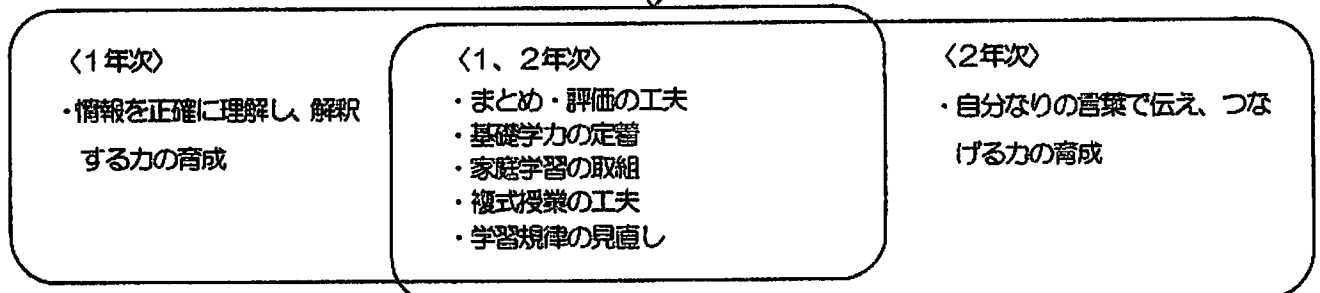 〈1年次〉
・情報を正確に理解し、解釈
する力の育成
〈1、2年次〉
・まとめ・評価の工夫
・基礎学力の定着
・家庭学習の取組
・複式授業の工夫
・学習規律の見直し
〈2年次〉
・自分なりの言葉で伝え、つな
げる力の育成